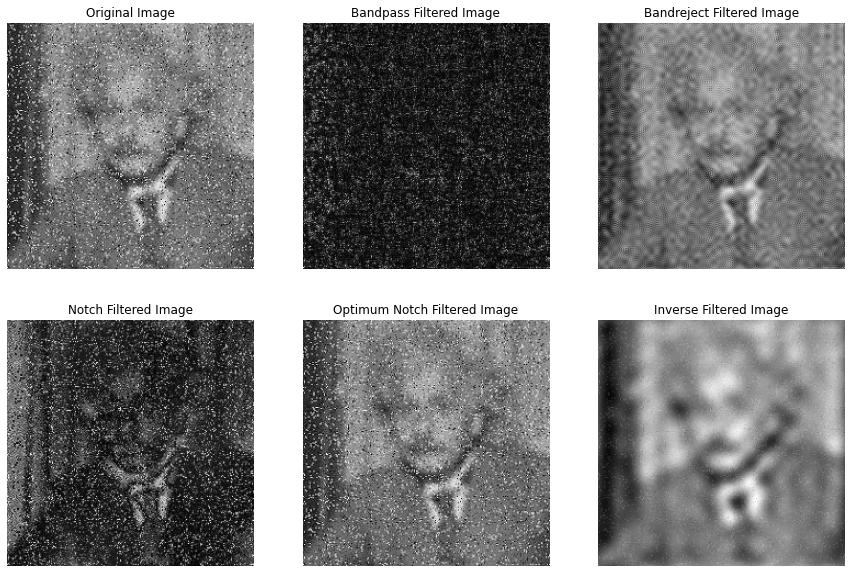 Original Image
Bandpass Filtered Image
Bandreject Filtered Image
Notch Filtered Image
Optimum Notch Filtered Image
Inverse Filtered Image